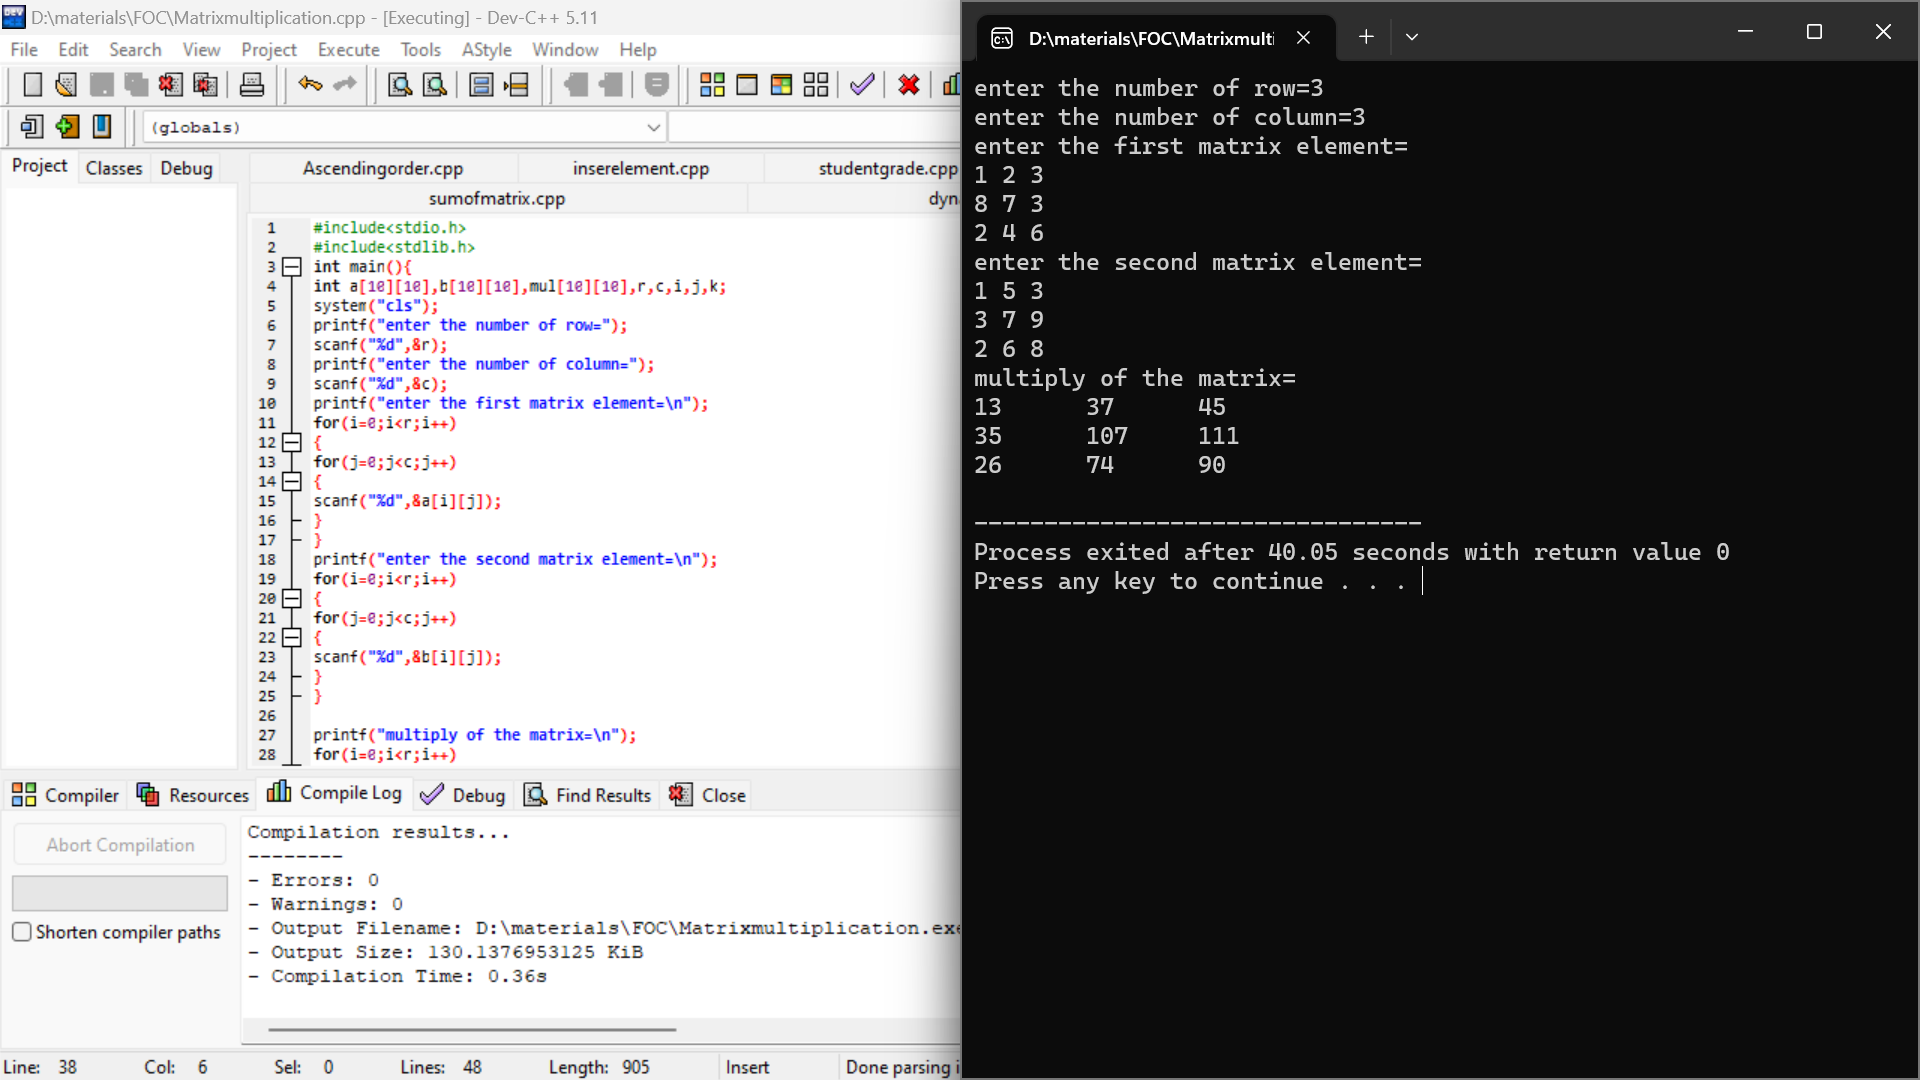 D:\materials\FOC\Matrixmultiplication.cpp - [Executing] - Dev-C++ 5.11
File Edit Search View Project Execute Tools AStyle Window Help
(globals)
Project Classes Debug
Ascendingorder.cpp inserelement.cpp studentgrade.cpp
sumofmatrix.cpp dyna
1 #include<stdio.h>
2 #include<stdlib.h>
3 int main(){
4 int a[10][10],b[10][10],mul[10][10],r,c,i,j,k;
5 system("cls");
6 printf("enter the number of row=");
7 scanf("%d",&r);
8 printf("enter the number of column=");
9 scanf("%d",&c);
10 printf("enter the first matrix element=\n");
11 for(i=0;i<r;i++)
12 {
13 for(j=0;j<c;j++)
14 {
15 scanf("%d",&a[i][j]);
16 }
17 }
18 printf("enter the second matrix element=\n");
19 for(i=0;i<r;i++)
20 {
21 for(j=0;j<c;j++)
22 {
23 scanf("%d",&b[i][j]);
24 }
25 }
26
27 printf("multiply of the matrix=\n");
28 for(i=0;i<r;i++)
Compiler Resources Compile Log Debug Find Results Close
Abort Compilation
Shorten compiler paths
Compilation results...
--------
- Errors: 0
- Warnings: 0
- Output Filename: D:\materials\FOC\Matrixmultiplication.exe
- Output Size: 130.1376953125 KiB
- Compilation Time: 0.36s
Line: 38 Col: 6 Sel: 0 Lines: 48 Length: 905 Insert Done parsing i
D:\materials\FOC\Matrixmulti
enter the number of row=3
enter the number of column=3
enter the first matrix element=
1 2 3
8 7 3
2 4 6
enter the second matrix element=
1 5 3
3 7 9
2 6 8
multiply of the matrix=
13 37 45
35 107 111
26 74 90
--------------------------------
Process exited after 40.05 seconds with return value 0
Press any key to continue . . .